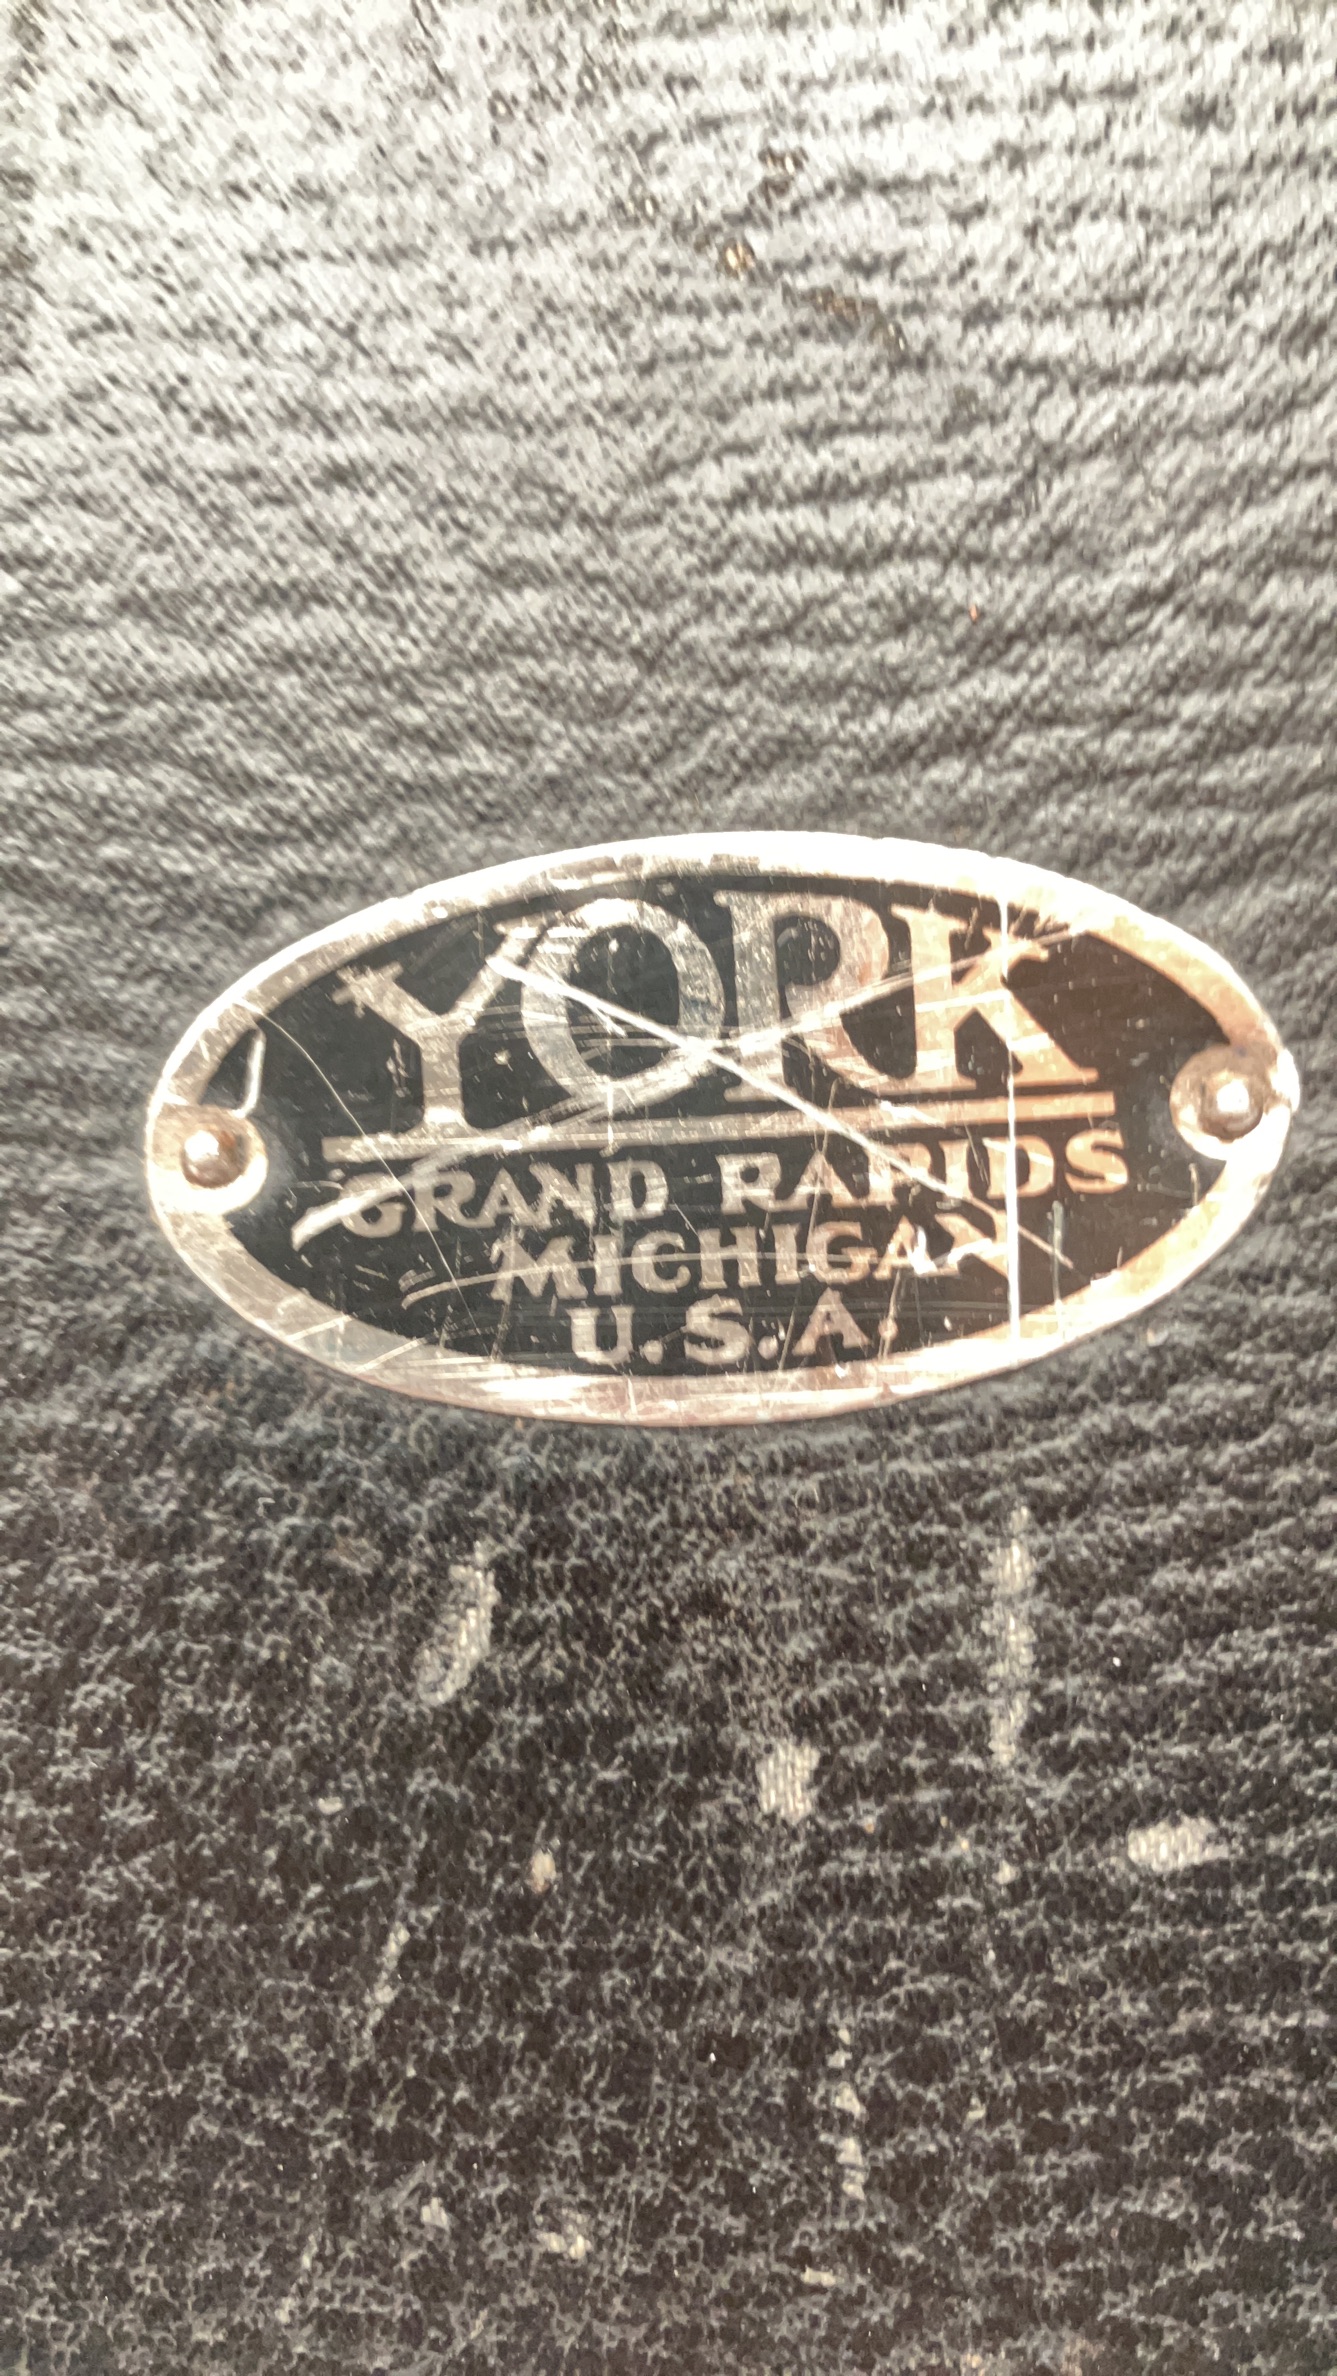 YORK
GRAND RAPIDS
MICHIGAN
U.S.A.